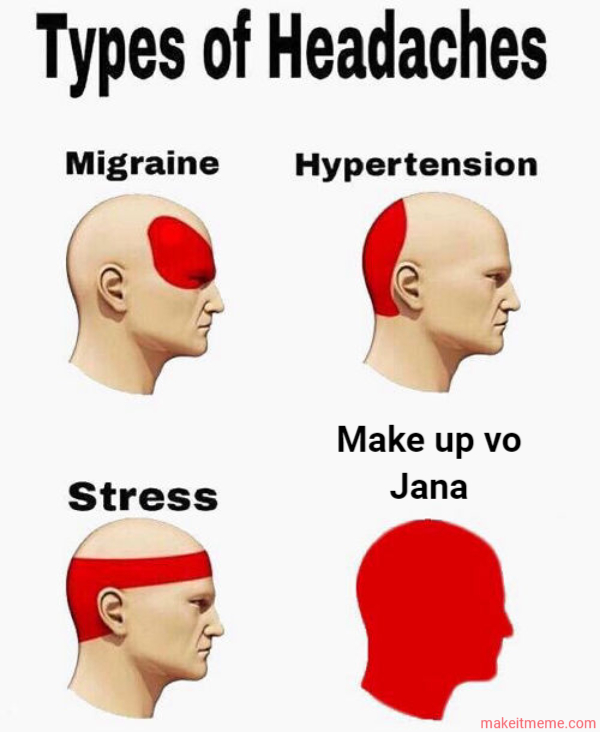 Types of Headaches
Migraine
Hypertension
Make up vo
Jana
Stress
makeitmeme.com